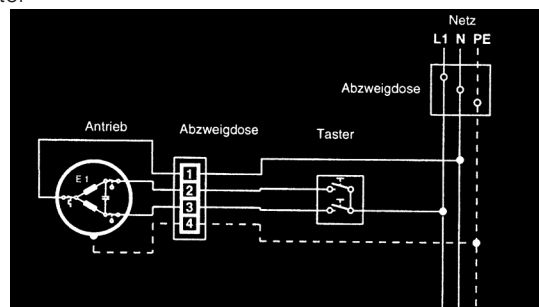 Netz
L1 N PE
Abzweigdose
Antrieb
Abzweigdose
Taster
E 1
1
2
3
4